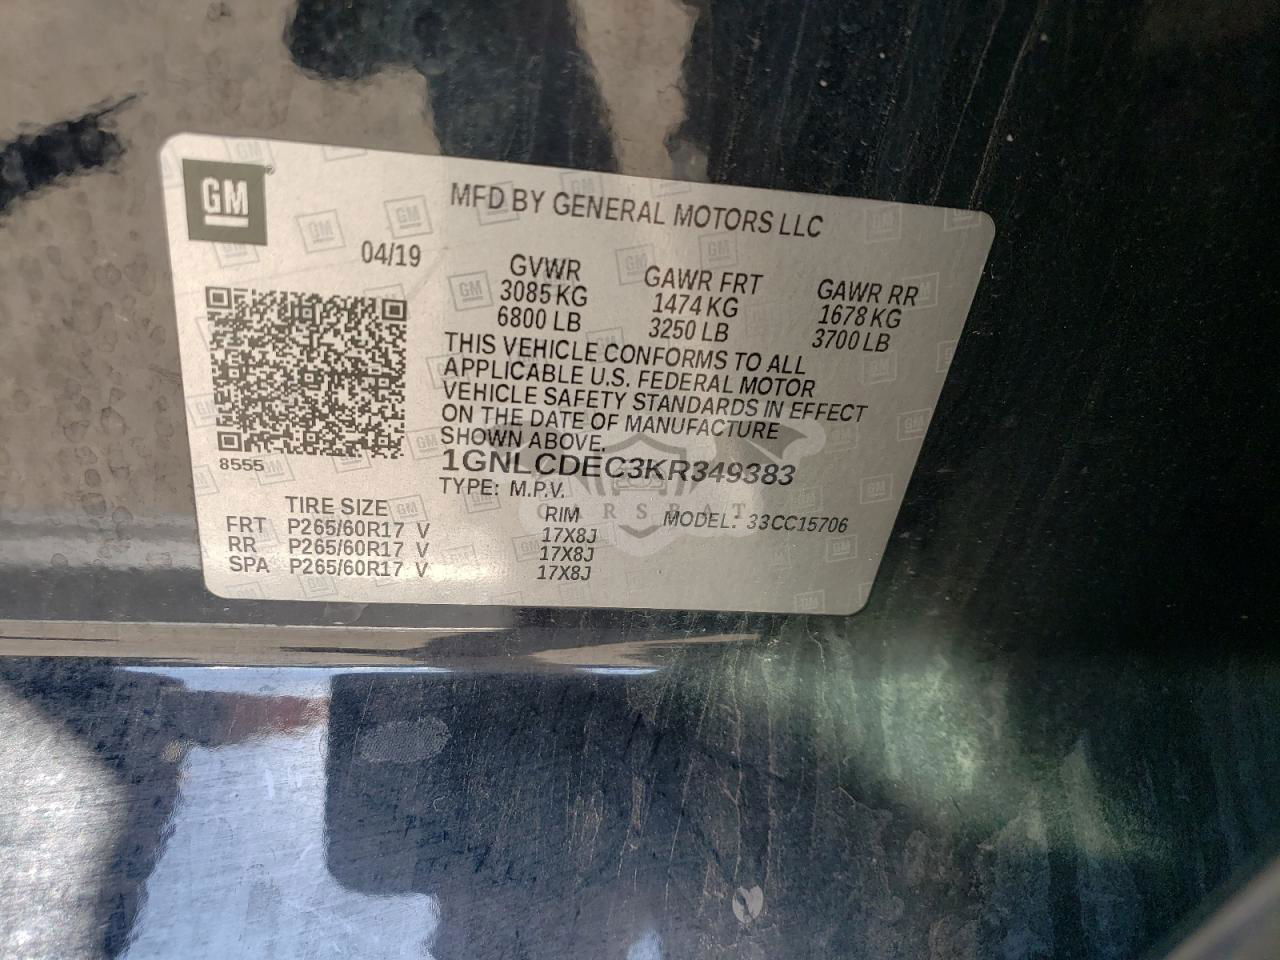 GM
MFD BY GENERAL MOTORS LLC
04/19
GVWR GAWR FRT GAWR RR
3085 KG 1474 KG 1678 KG
6800 LB 3250 LB 3700 LB
THIS VEHICLE CONFORMS TO ALL
APPLICABLE U.S. FEDERAL MOTOR
VEHICLE SAFETY STANDARDS IN EFFECT
ON THE DATE OF MANUFACTURE
SHOWN ABOVE.
8555
1GNLCDEC3KR349383
TYPE: M.P.V.
MODEL: 33CC15706
TIRE SIZE RIM
FRT P265/60R17 V 17X8J
RR P265/60R17 V 17X8J
SPA P265/60R17 V 17X8J